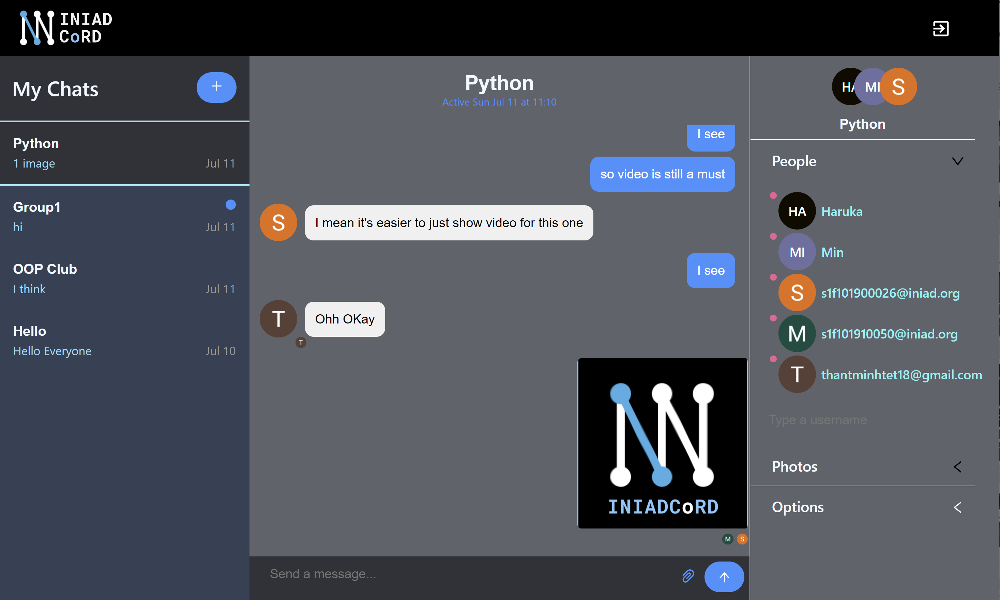 INIAD
CoRD
My Chats
+
Python
1 image
Jul 11
Group1
hi
Jul 11
OOP Club
I think
Jul 11
Hello
Hello Everyone
Jul 10
Python
Active Sun Jul 11 at 11:10
I see
so video is still a must
S
I mean it's easier to just show video for this one
I see
T
Ohh OKay
T
INIADCoRD
M
S
Send a message...
HA
MI
S
Python
People
HA
Haruka
MI
Min
S
s1f101900026@iniad.org
M
s1f101910050@iniad.org
T
thantminhtet18@gmail.com
Type a username
Photos
Options